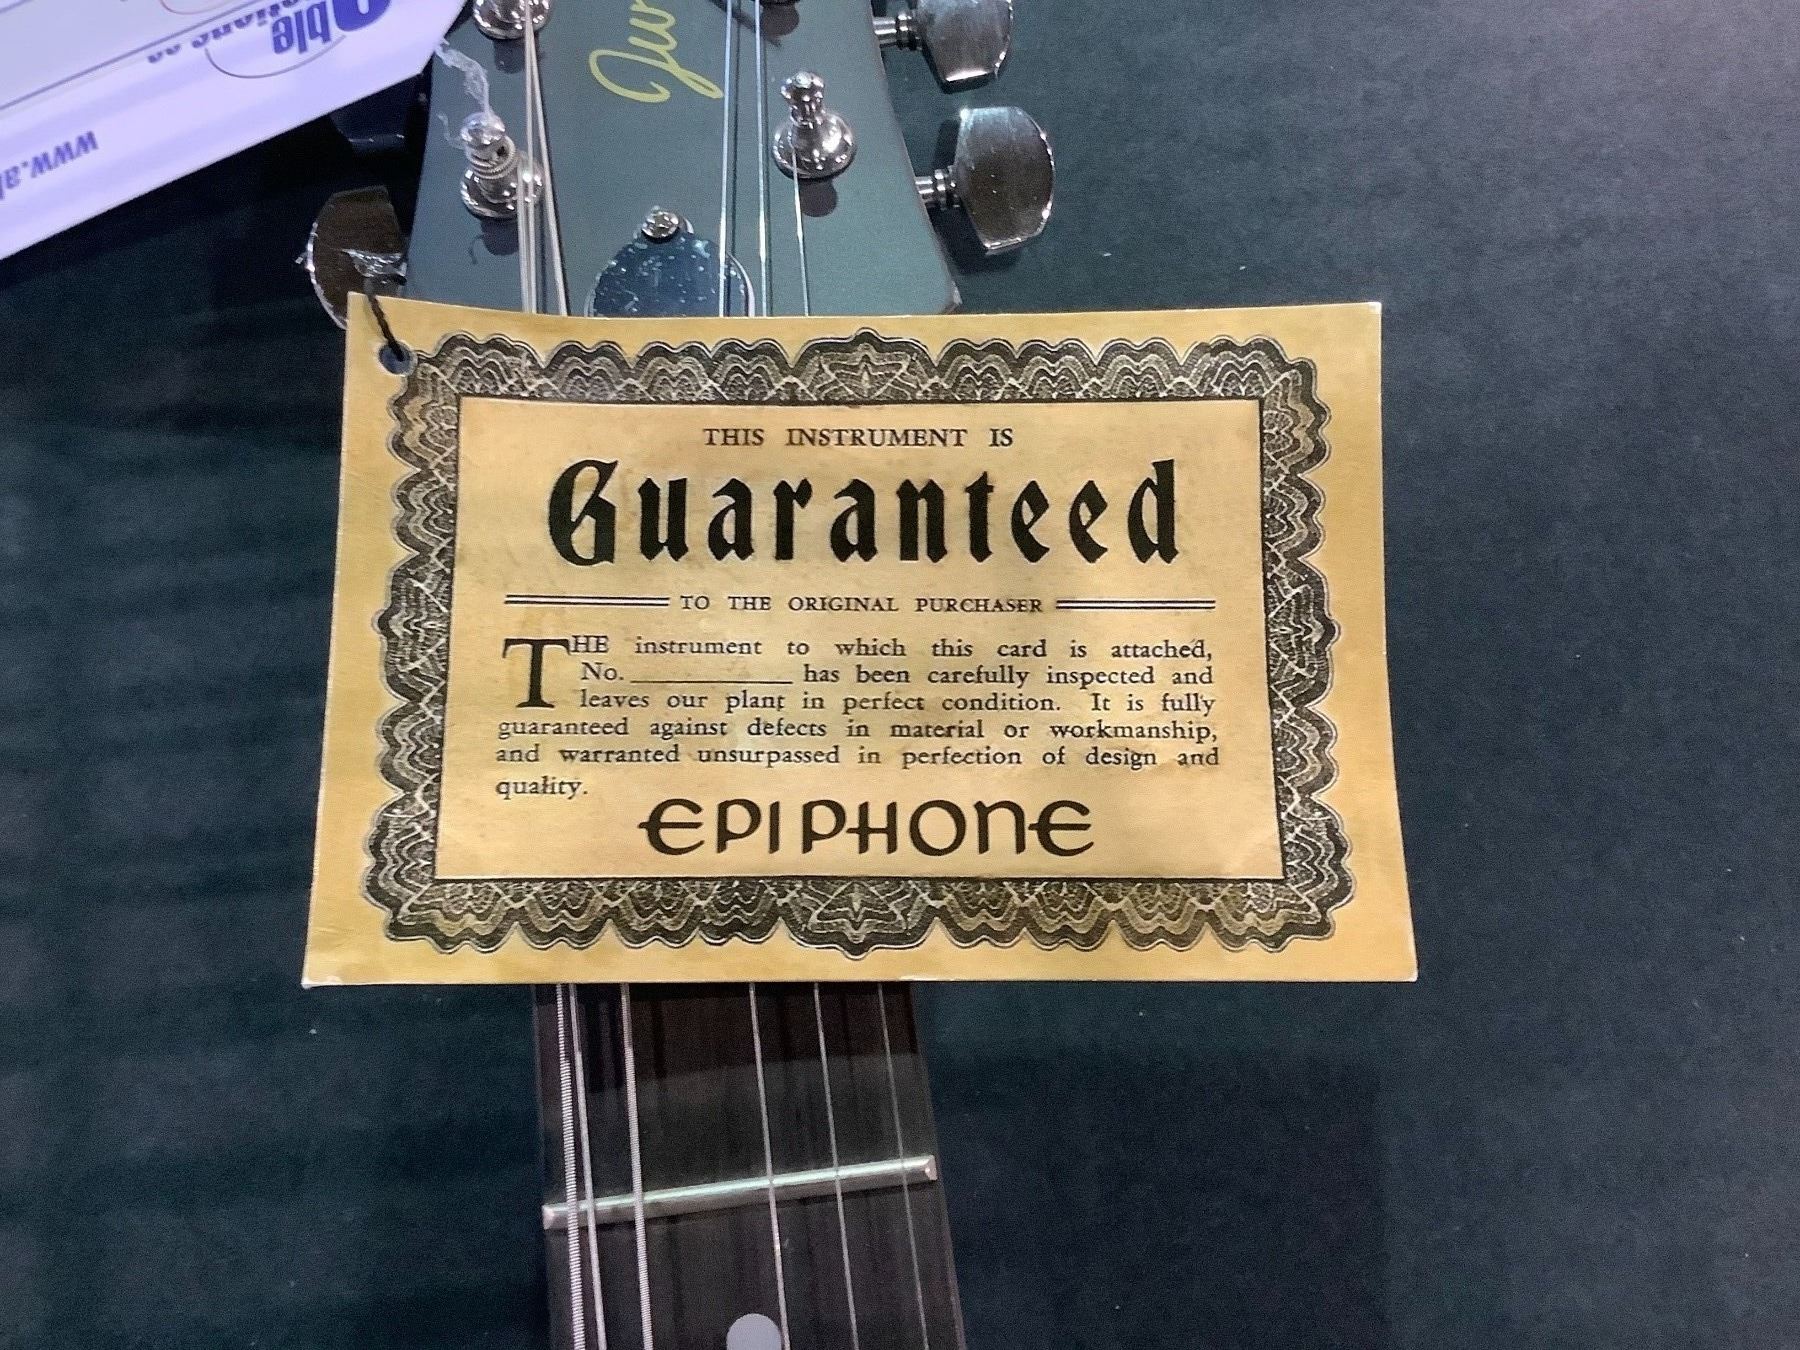 THIS INSTRUMENT IS
Guaranteed
TO THE ORIGINAL PURCHASER
THE instrument to which this card is attached,
No.____________ has been carefully inspected and
leaves our plant in perfect condition. It is fully
guaranteed against defects in material or workmanship,
and warranted unsurpassed in perfection of design and
quality.
EPIPHONE